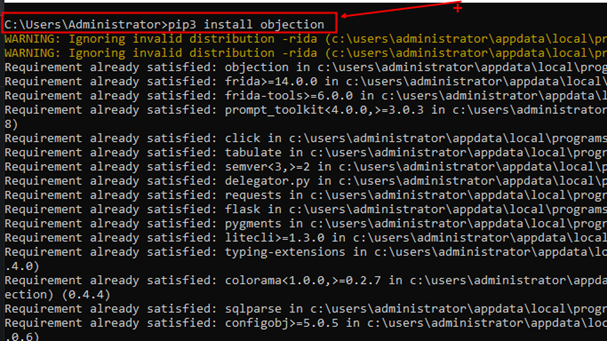 C:\Users\Administrator>pip3 install objection
WARNING: Ignoring invalid distribution -rida (c:\users\administrator\appdata\local\p
WARNING: Ignoring invalid distribution -rida (c:\users\administrator\appdata\local\p
Requirement already satisfied: objection in c:\users\administrator\appdata\local\prog
Requirement already satisfied: frida>=14.0.0 in c:\users\administrator\appdata\local\
Requirement already satisfied: frida-tools>=6.0.0 in c:\users\administrator\appdata\l
Requirement already satisfied: prompt_toolkit<4.0.0,>=3.0.3 in c:\users\administrator
8)
Requirement already satisfied: click in c:\users\administrator\appdata\local\programs
Requirement already satisfied: tabulate in c:\users\administrator\appdata\local\progr
Requirement already satisfied: semver<3,>=2 in c:\users\administrator\appdata\local\p
Requirement already satisfied: delegator.py in c:\users\administrator\appdata\local\p
Requirement already satisfied: requests in c:\users\administrator\appdata\local\progr
Requirement already satisfied: flask in c:\users\administrator\appdata\local\programs
Requirement already satisfied: pygments in c:\users\administrator\appdata\local\progr
Requirement already satisfied: litecli>=1.3.0 in c:\users\administrator\appdata\local
Requirement already satisfied: typing-extensions in c:\users\administrator\appdata\lo
.4.0)
Requirement already satisfied: colorama<1.0.0,>=0.2.7 in c:\users\administrator\appda
ection) (0.4.4)
Requirement already satisfied: sqlparse in c:\users\administrator\appdata\local\progr
Requirement already satisfied: configobj>=5.0.5 in c:\users\administrator\appdata\loc
.0.6)